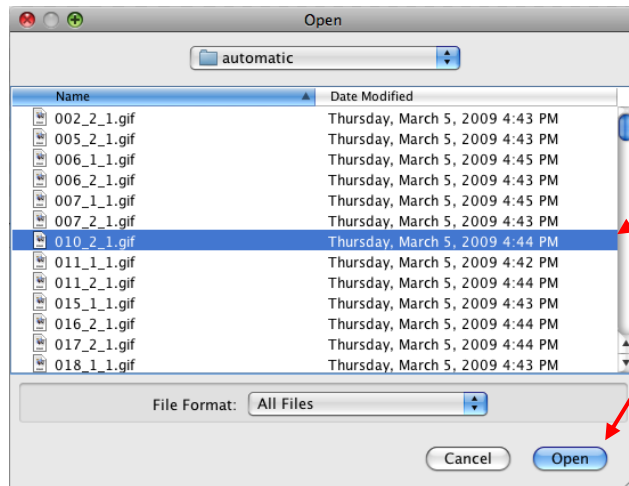 Open
automatic
Name Date Modified
002_2_1.gif Thursday, March 5, 2009 4:43 PM
005_2_1.gif Thursday, March 5, 2009 4:43 PM
006_1_1.gif Thursday, March 5, 2009 4:45 PM
006_2_1.gif Thursday, March 5, 2009 4:43 PM
007_1_1.gif Thursday, March 5, 2009 4:45 PM
007_2_1.gif Thursday, March 5, 2009 4:43 PM
010_2_1.gif Thursday, March 5, 2009 4:44 PM
011_1_1.gif Thursday, March 5, 2009 4:42 PM
011_2_1.gif Thursday, March 5, 2009 4:44 PM
015_1_1.gif Thursday, March 5, 2009 4:43 PM
016_2_1.gif Thursday, March 5, 2009 4:44 PM
017_2_1.gif Thursday, March 5, 2009 4:44 PM
018_1_1.gif Thursday, March 5, 2009 4:43 PM
File Format: All Files
Cancel Open